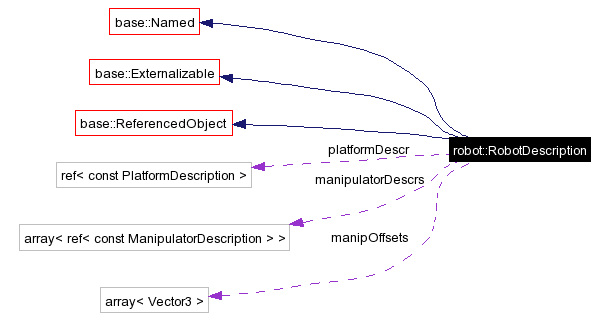 base::Named
base::Externalizable
base::ReferencedObject
robot::RobotDescription
platformDescr
ref< const PlatformDescription >
manipulatorDescrs
array< ref< const ManipulatorDescription > >
manipOffsets
array< Vector3 >